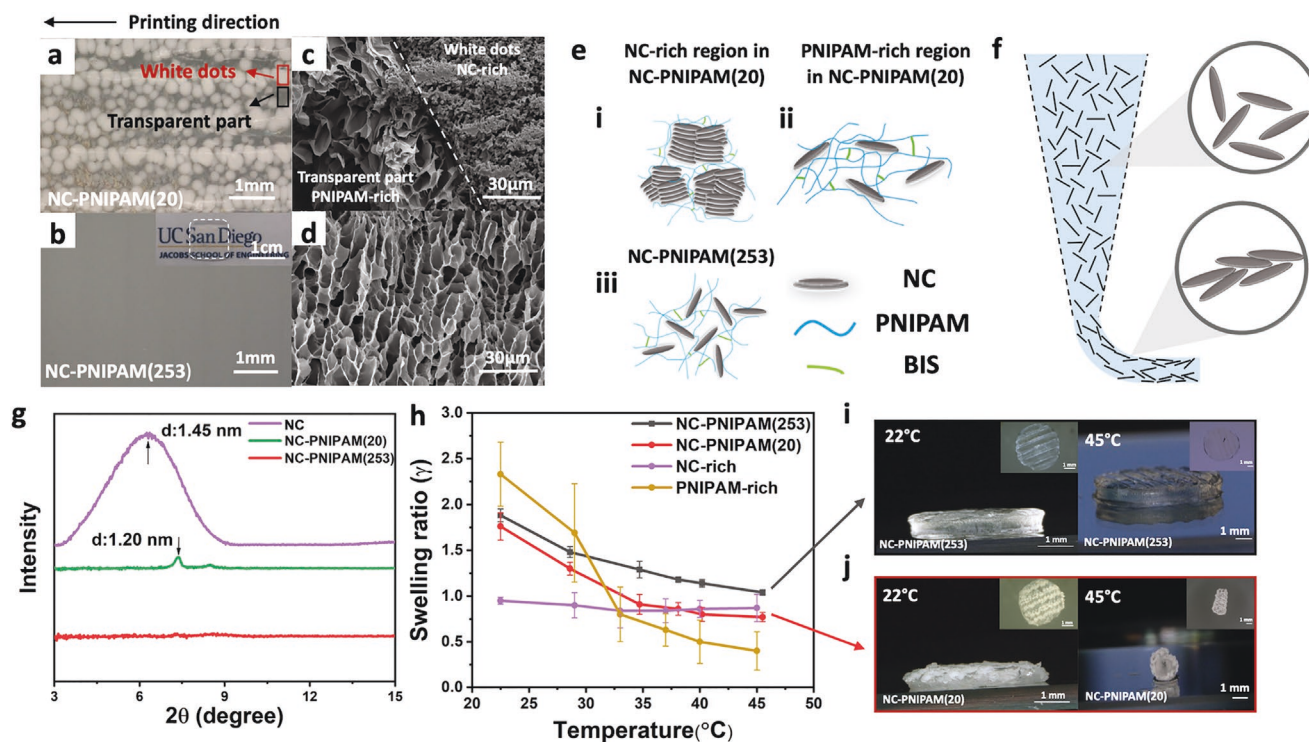 Printing direction
a
White dots
Transparent part
1mm
NC-PNIPAM(20)
b
UC San Diego
JACOBS SCHOOL OF ENGINEERING
1cm
1mm
NC-PNIPAM(253)
c
White dots
NC-rich
Transparent part
PNIPAM-rich
30μm
d
30μm
e
NC-rich region in
NC-PNIPAM(20)
PNIPAM-rich region
in NC-PNIPAM(20)
i
ii
NC-PNIPAM(253)
iii
NC
PNIPAM
BIS
f
g
NC
NC-PNIPAM(20)
NC-PNIPAM(253)
d:1.45 nm
d:1.20 nm
Intensity
3
6
9
12
15
2θ (degree)
h
NC-PNIPAM(253)
NC-PNIPAM(20)
NC-rich
PNIPAM-rich
Swelling ratio (γ)
3.0
2.5
2.0
1.5
1.0
0.5
0.0
20
25
30
35
40
45
50
Temperature(°C)
i
22°C
1 mm
1 mm
NC-PNIPAM(253)
45°C
1 mm
1 mm
NC-PNIPAM(253)
j
22°C
1 mm
1 mm
NC-PNIPAM(20)
45°C
1 mm
NC-PNIPAM(20)